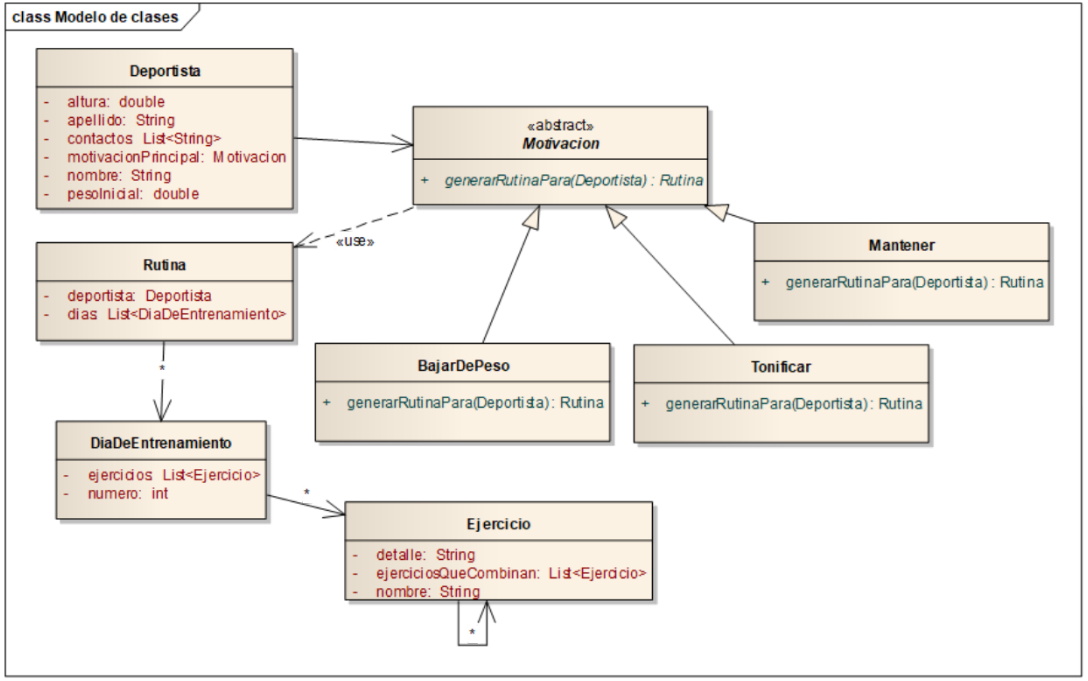 class Modelo de clases
Deportista
- altura: double
- apellido: String
- contactos: List<String>
- motivacionPrincipal: Motivacion
- nombre: String
- pesoInicial: double
«abstract»
Motivacion
+ generarRutinaPara(Deportista) : Rutina
«use»
Rutina
- deportista: Deportista
- dias: List<DiaDeEntrenamiento>
Mantener
+ generarRutinaPara(Deportista) : Rutina
BajarDePeso
+ generarRutinaPara(Deportista) : Rutina
Tonificar
+ generarRutinaPara(Deportista) : Rutina
*
DiaDeEntrenamiento
- ejercicios: List<Ejercicio>
- numero: int
*
Ejercicio
- detalle: String
- ejerciciosQueCombinan: List<Ejercicio>
- nombre: String
*